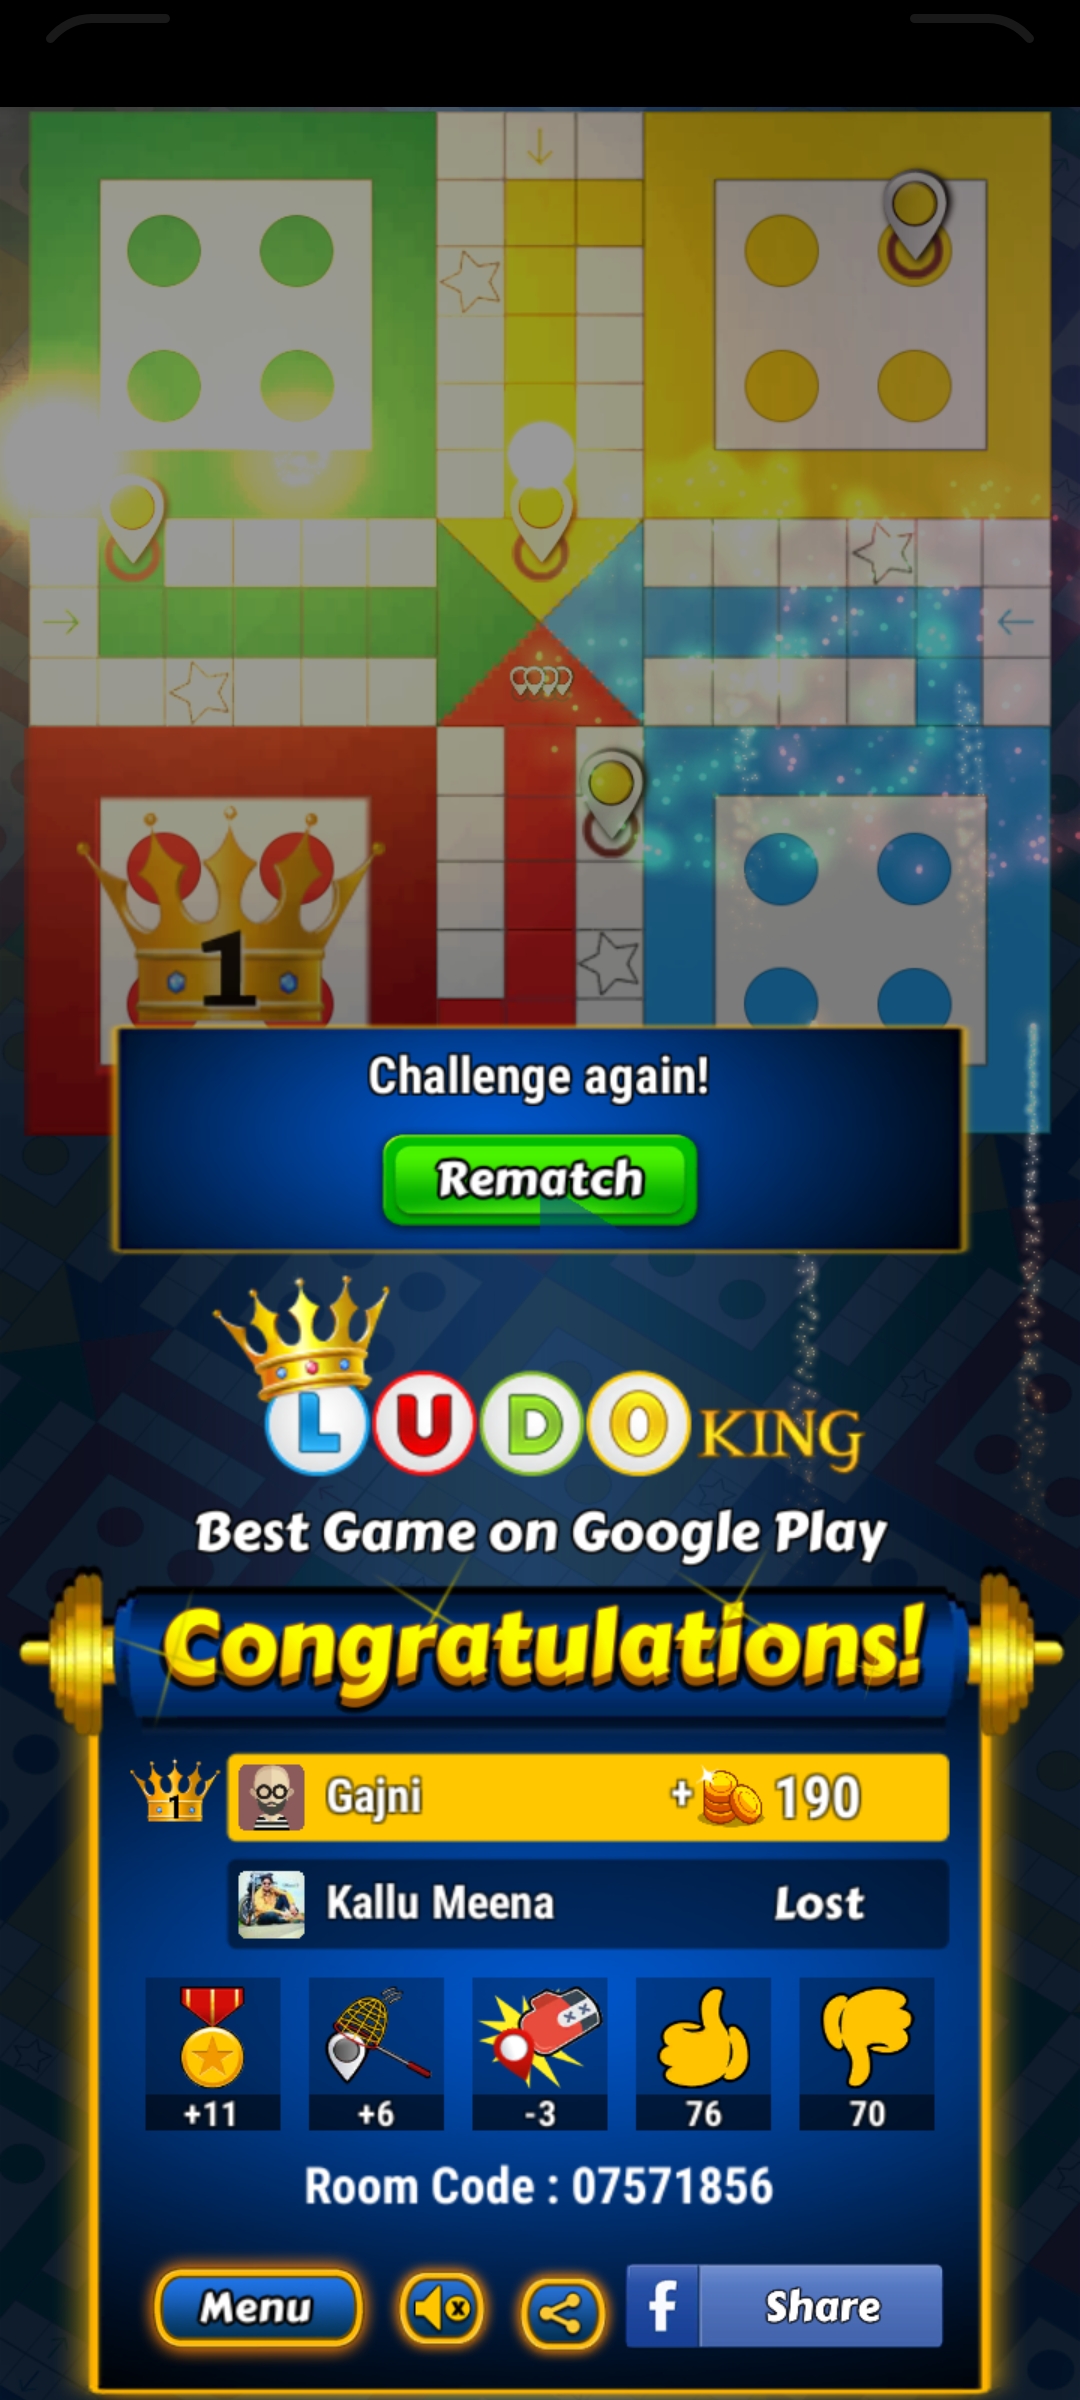 1
Challenge again!
Rematch
LUDO KING
Best Game on Google Play
Congratulations!
1 Gajni + 190
Kallu Meena Lost
+11 +6 -3 76 70
Room Code : 07571856
Menu f Share